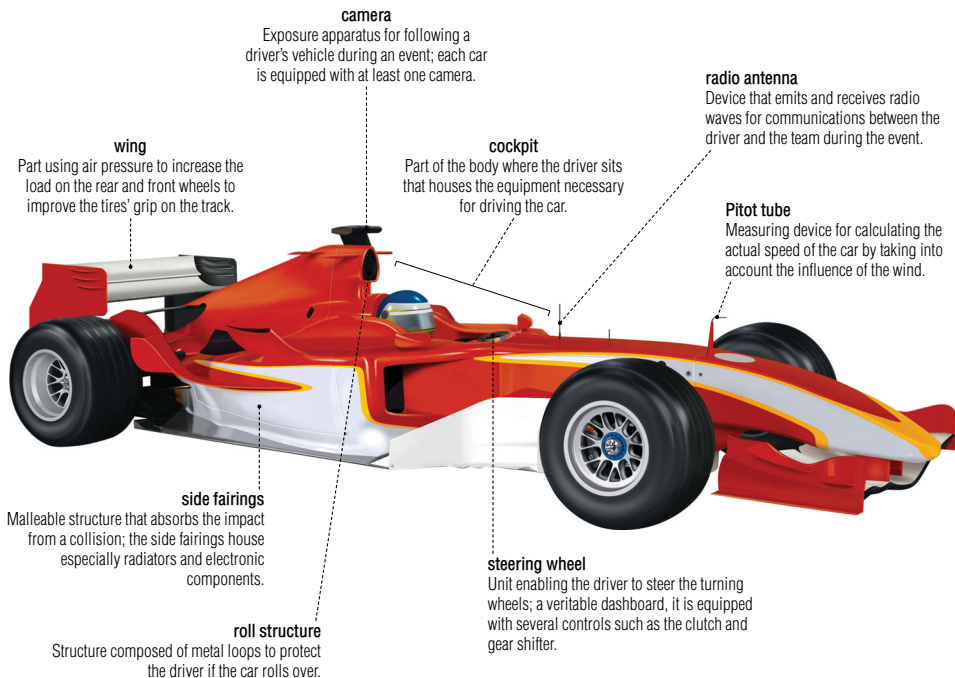 camera
Exposure apparatus for following a
driver's vehicle during an event; each car
is equipped with at least one camera.
radio antenna
Device that emits and receives radio
waves for communications between the
driver and the team during the event.
wing
Part using air pressure to increase the
load on the rear and front wheels to
improve the tires' grip on the track.
cockpit
Part of the body where the driver sits
that houses the equipment necessary
for driving the car.
Pitot tube
Measuring device for calculating the
actual speed of the car by taking into
account the influence of the wind.
side fairings
Malleable structure that absorbs the impact
from a collision; the side fairings house
especially radiators and electronic
components.
steering wheel
Unit enabling the driver to steer the turning
wheels; a veritable dashboard, it is equipped
with several controls such as the clutch and
gear shifter.
roll structure
Structure composed of metal loops to protect
the driver if the car rolls over.